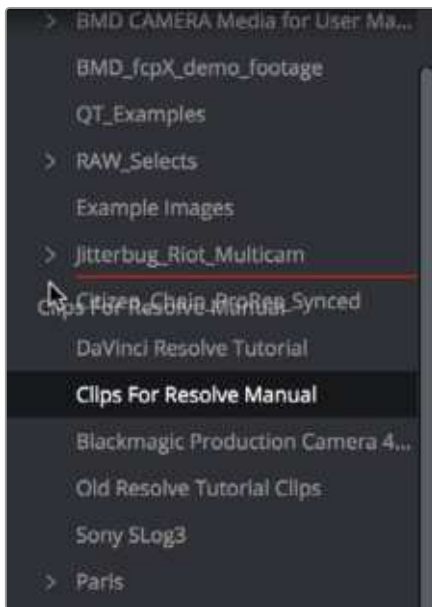 BMD CAMERA Media for User Ma...
BMD_fcpX_demo_footage
QT_Examples
RAW_Selects
Example Images
Jitterbug_Riot_Multicam
Citizen_Chain_ProRes_Synced
Clips For Resolve Manual
DaVinci Resolve Tutorial
Clips For Resolve Manual
Blackmagic Production Camera 4...
Old Resolve Tutorial Clips
Sony SLog3
Paris